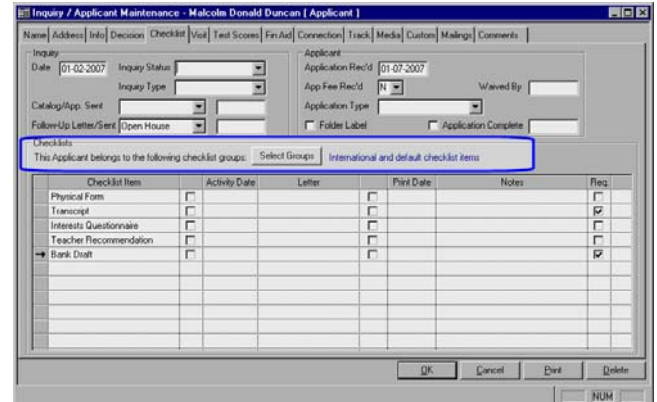 Inquiry / Applicant Maintenance - Malcolm Donald Duncan [ Applicant ]
Name Address Info Decision Checklist Visit Test Scores Fin Aid Connection Track Media Custom Mailings Comments
Inquiry
Applicant
Date 01-02-2007 Inquiry Status Application Rec'd 01-07-2007
Inquiry Type App Fee Rec'd N Waived By
Catalog/App. Sent Application Type
Follow-Up Letter/Sent Open House Folder Label Application Complete
Checklists
This Applicant belongs to the following checklist groups: Select Groups International and default checklist items
Checklist Item Activity Date Letter Print Date Notes Req.
Physical Form
Transcript
Interests Questionnaire
Teacher Recommendation
Bank Draft
OK Cancel Print Delete
NUM